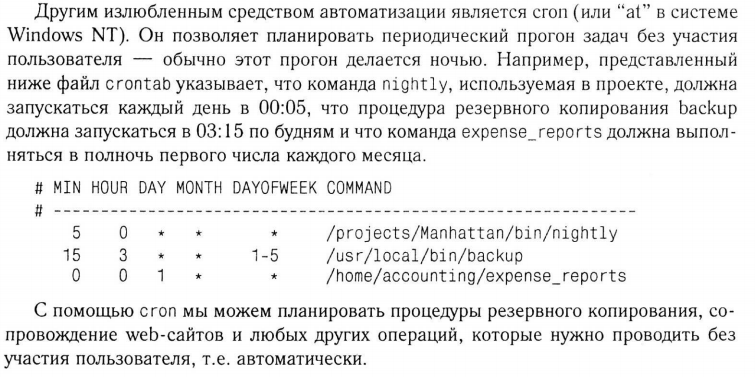 Другим излюбленным средством автоматизации является cron (или “at” в системе
Windows NT). Он позволяет планировать периодический прогон задач без участия
пользователя — обычно этот прогон делается ночью. Например, представленный
ниже файл crontab указывает, что команда nightly, используемая в проекте, должна
запускаться каждый день в 00:05, что процедура резервного копирования backup
должна запускаться в 03:15 по будням и что команда expense_reports должна выпол-
няться в полночь первого числа каждого месяца.
# MIN HOUR DAY MONTH DAYOFWEEK COMMAND
# ---------------------------------------------------------------
5 0 * * * /projects/Manhattan/bin/nightly
15 3 * * 1-5 /usr/local/bin/backup
0 0 1 * * /home/accounting/expense_reports
С помощью cron мы можем планировать процедуры резервного копирования, со-
провождение web-сайтов и любых других операций, которые нужно проводить без
участия пользователя, т.е. автоматически.